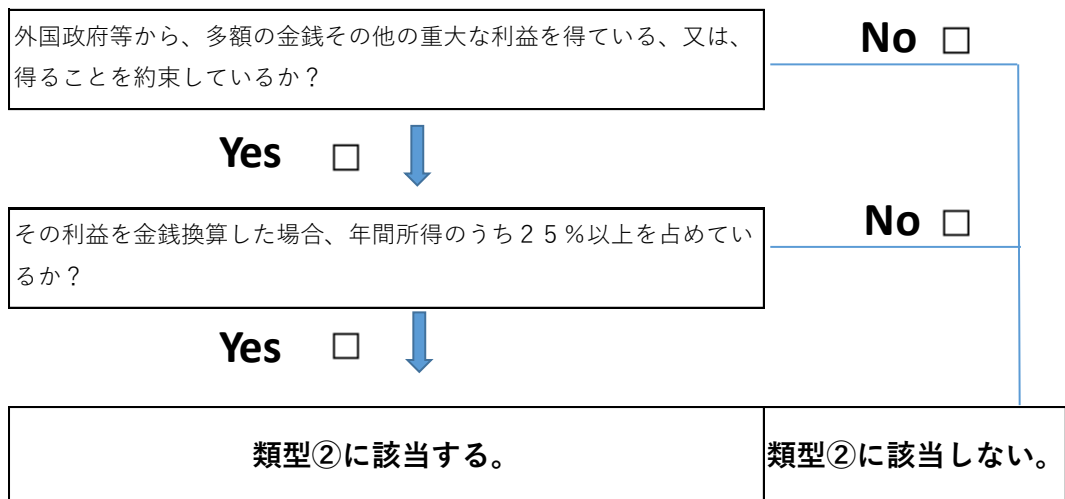 外国政府等から、多額の金銭その他の重大な利益を得ている、又は、
得ることを約束しているか？
No □
Yes □
その利益を金銭換算した場合、年間所得のうち２５％以上を占めてい
るか？
No □
Yes □
類型②に該当する。
類型②に該当しない。